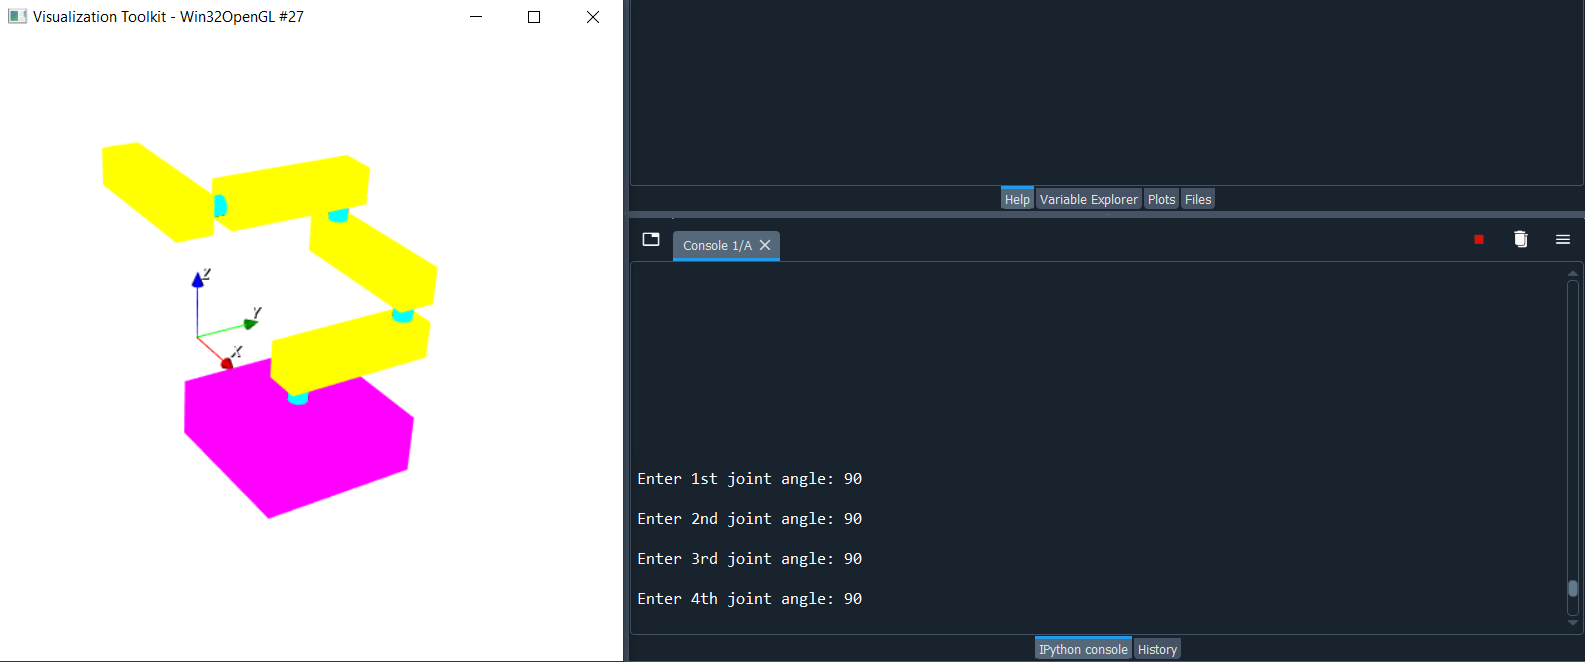 Visualization Toolkit - Win32OpenGL #27
Z
Y
X
Help Variable Explorer Plots Files
Console 1/A
Enter 1st joint angle: 90
Enter 2nd joint angle: 90
Enter 3rd joint angle: 90
Enter 4th joint angle: 90
IPython console History